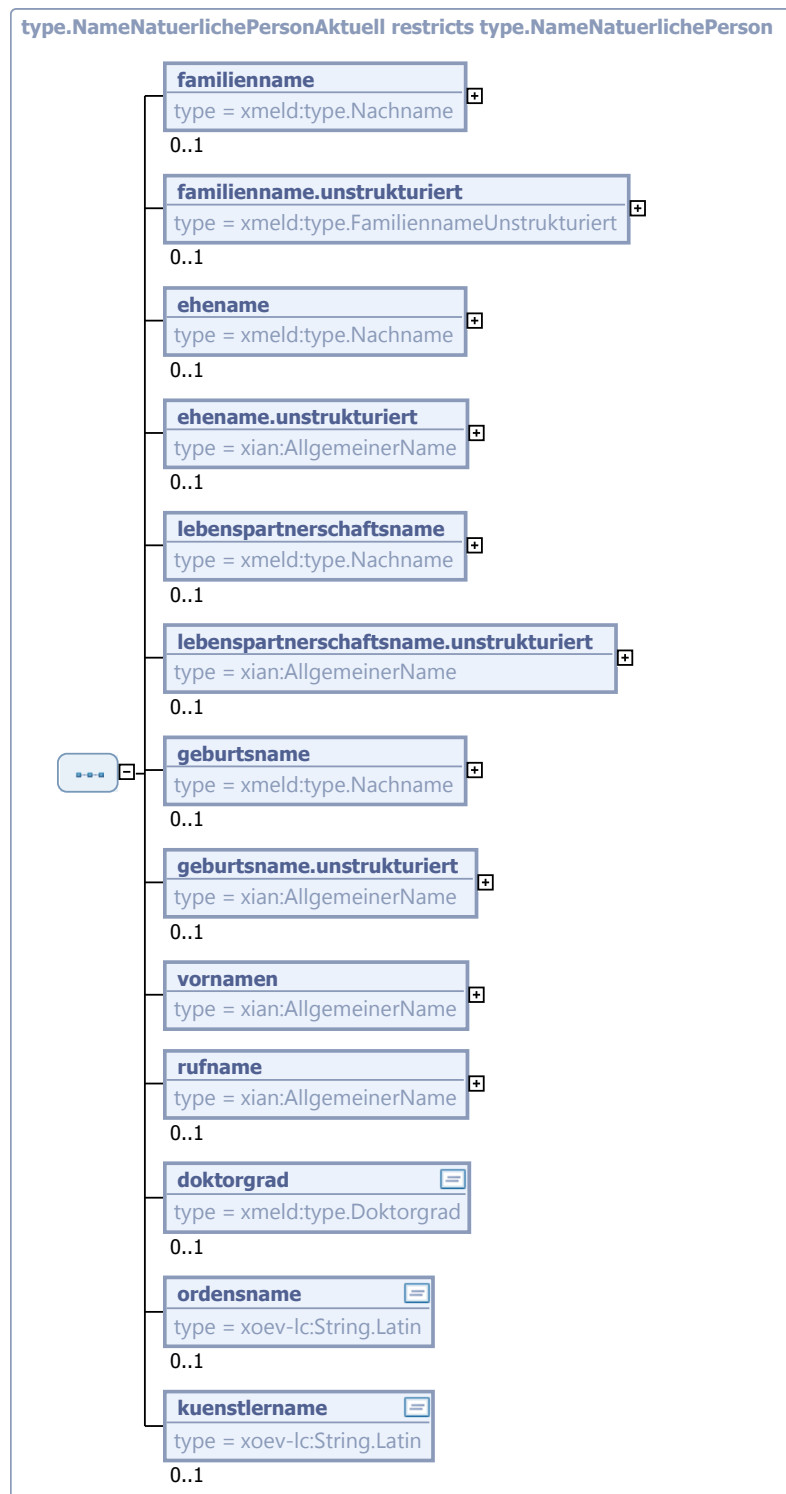 type.NameNatuerlichePersonAktuell restricts type.NameNatuerlichePerson
familienname
type = xmeld:type.Nachname
0..1
familienname.unstrukturiert
type = xmeld:type.FamiliennameUnstrukturiert
0..1
ehename
type = xmeld:type.Nachname
0..1
ehename.unstrukturiert
type = xian:AllgemeinerName
0..1
lebenspartnerschaftsname
type = xmeld:type.Nachname
0..1
lebenspartnerschaftsname.unstrukturiert
type = xian:AllgemeinerName
0..1
geburtsname
type = xmeld:type.Nachname
0..1
geburtsname.unstrukturiert
type = xian:AllgemeinerName
0..1
vornamen
type = xian:AllgemeinerName
rufname
type = xian:AllgemeinerName
0..1
doktorgrad
type = xmeld:type.Doktorgrad
0..1
ordensname
type = xoev-lc:String.Latin
0..1
kuenstlername
type = xoev-lc:String.Latin
0..1